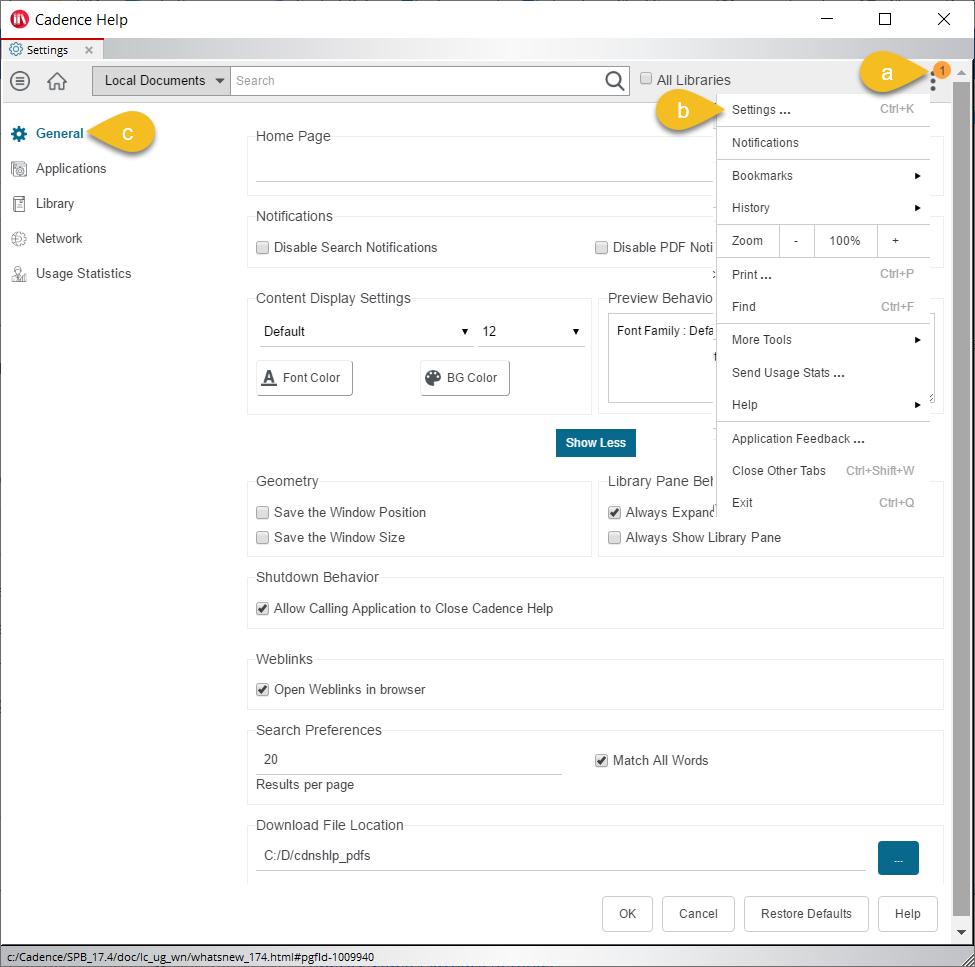 Cadence Help
Settings
Local Documents
Search
All Libraries
1
a
b
c
General
Applications
Library
Network
Usage Statistics
Settings ... Ctrl+K
Notifications
Bookmarks
History
Zoom - 100% +
Print ... Ctrl+P
Find Ctrl+F
More Tools
Send Usage Stats ...
Help
Application Feedback ...
Close Other Tabs Ctrl+Shift+W
Exit Ctrl+Q
Home Page
Notifications
Disable Search Notifications
Disable PDF Noti
Content Display Settings
Default 12
Font Color BG Color
Preview Behavio
Font Family : Defa
Show Less
Geometry
Save the Window Position
Save the Window Size
Library Pane Beh
Always Expand
Always Show Library Pane
Shutdown Behavior
Allow Calling Application to Close Cadence Help
Weblinks
Open Weblinks in browser
Search Preferences
20
Results per page
Match All Words
Download File Location
C:/D/cdnshlp_pdfs
...
OK Cancel Restore Defaults Help
c:/Cadence/SPB_17.4/doc/lc_ug_wn/whatsnew_174.html#pgfId-1009940